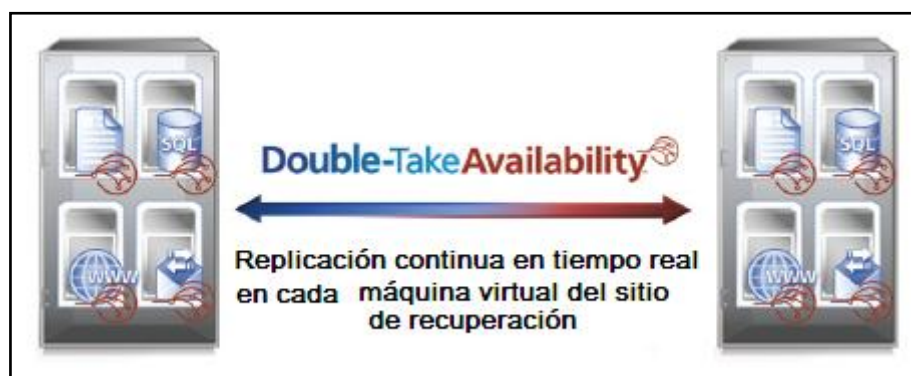 SQL
WWW
Double-TakeAvailability
Replicación continua en tiempo real
en cada máquina virtual del sitio
de recuperación
SQL
WWW